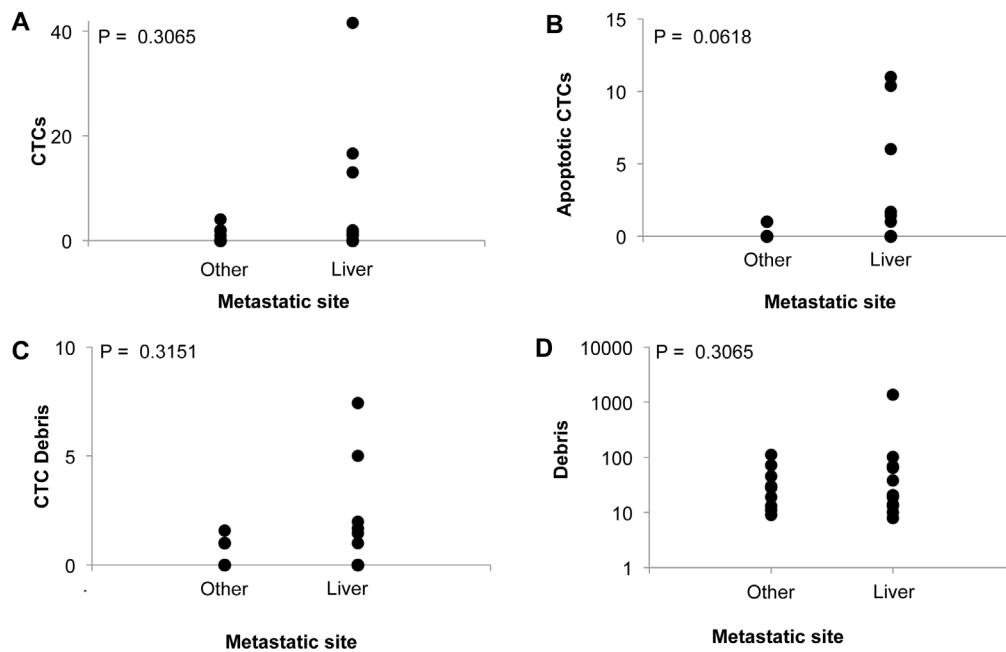 A
P = 0.3065
40
20
0
CTCs
Other Liver
Metastatic site
B
P = 0.0618
15
10
5
0
Apoptotic CTCs
Other Liver
Metastatic site
C
P = 0.3151
10
5
0
CTC Debris
Other Liver
Metastatic site
D
P = 0.3065
10000
1000
100
10
1
Debris
Other Liver
Metastatic site